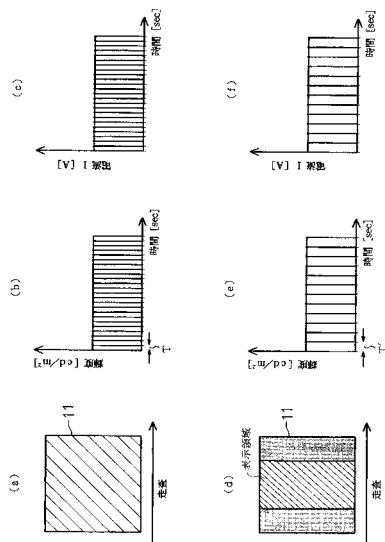 (a)
11
走査
(b)
輝度 [cd/m²]
時間 [sec]
T
(c)
電流 I [A]
時間 [sec]
(d)
表示領域
11
走査
(e)
輝度 [cd/m²]
時間 [sec]
T
(f)
電流 I [A]
時間 [sec]